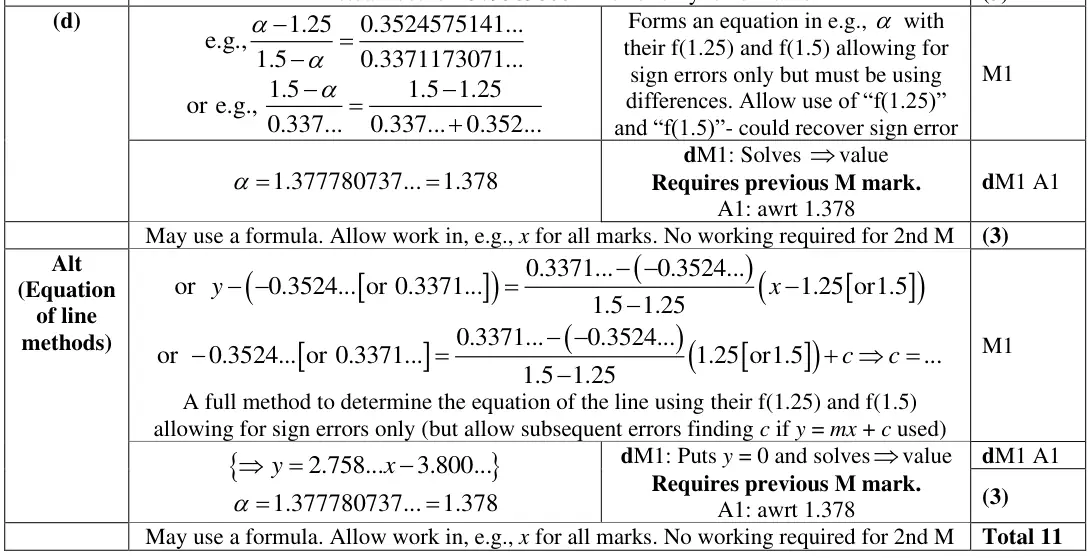 (d)
e.g., (α − 1.25)/(1.5 − α) = 0.3524575141.../0.3371173071...
or e.g., (1.5 − α)/0.337... = (1.5 − 1.25)/(0.337... + 0.352...)
Forms an equation in e.g., α with
their f(1.25) and f(1.5) allowing for
sign errors only but must be using
differences. Allow use of “f(1.25)”
and “f(1.5)”- could recover sign error
M1
α = 1.377780737... = 1.378
dM1: Solves ⇒ value
Requires previous M mark.
A1: awrt 1.378
dM1 A1
May use a formula. Allow work in, e.g., x for all marks. No working required for 2nd M
(3)
Alt
(Equation
of line
methods)
or y − (−0.3524...[or 0.3371...]) = (0.3371... − (−0.3524...))/(1.5 − 1.25) (x − 1.25[or1.5])
or −0.3524...[or 0.3371...] = (0.3371... − (−0.3524...))/(1.5 − 1.25) (1.25[or1.5]) + c ⇒ c = ...
A full method to determine the equation of the line using their f(1.25) and f(1.5)
allowing for sign errors only (but allow subsequent errors finding c if y = mx + c used)
M1
{⇒ y = 2.758...x − 3.800...}
α = 1.377780737... = 1.378
dM1: Puts y = 0 and solves ⇒ value
Requires previous M mark.
A1: awrt 1.378
dM1 A1
(3)
May use a formula. Allow work in, e.g., x for all marks. No working required for 2nd M
Total 11